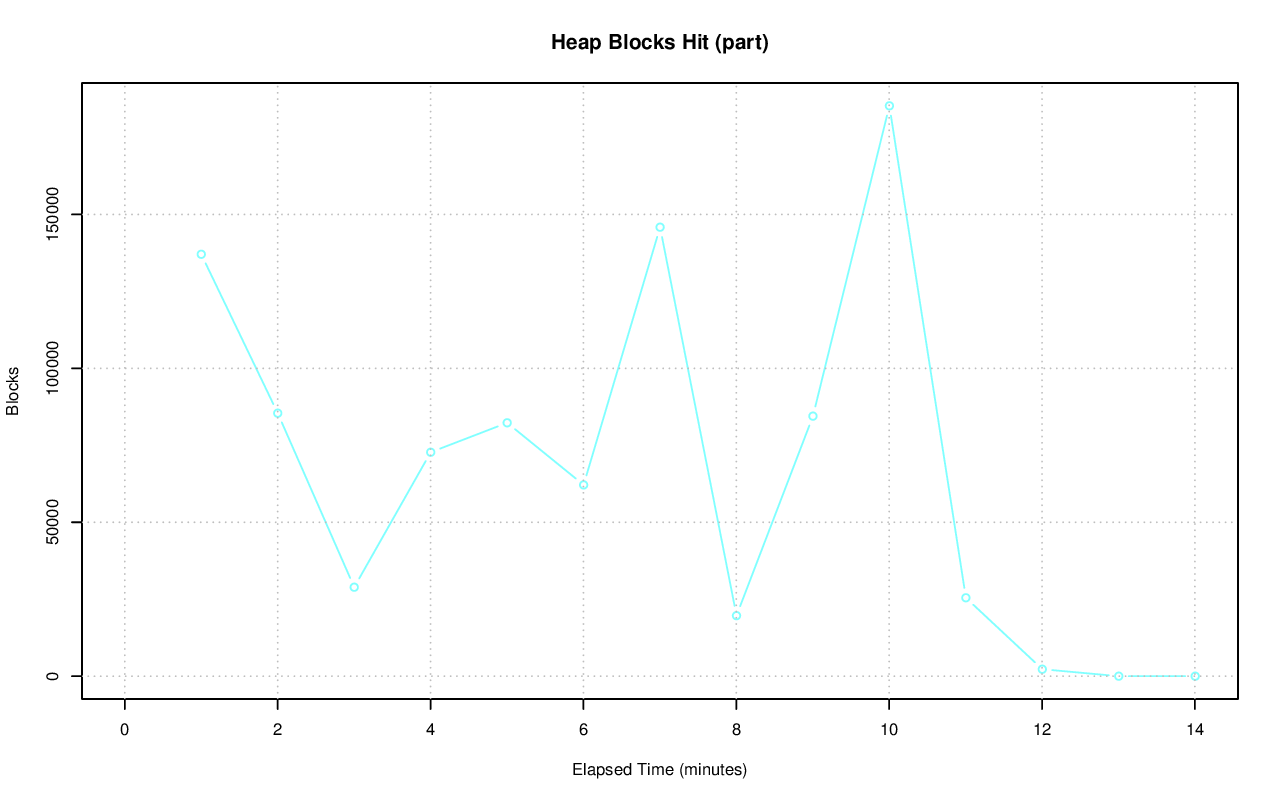 Heap Blocks Hit (part)
Blocks
150000
100000
50000
0
0 2 4 6 8 10 12 14
Elapsed Time (minutes)